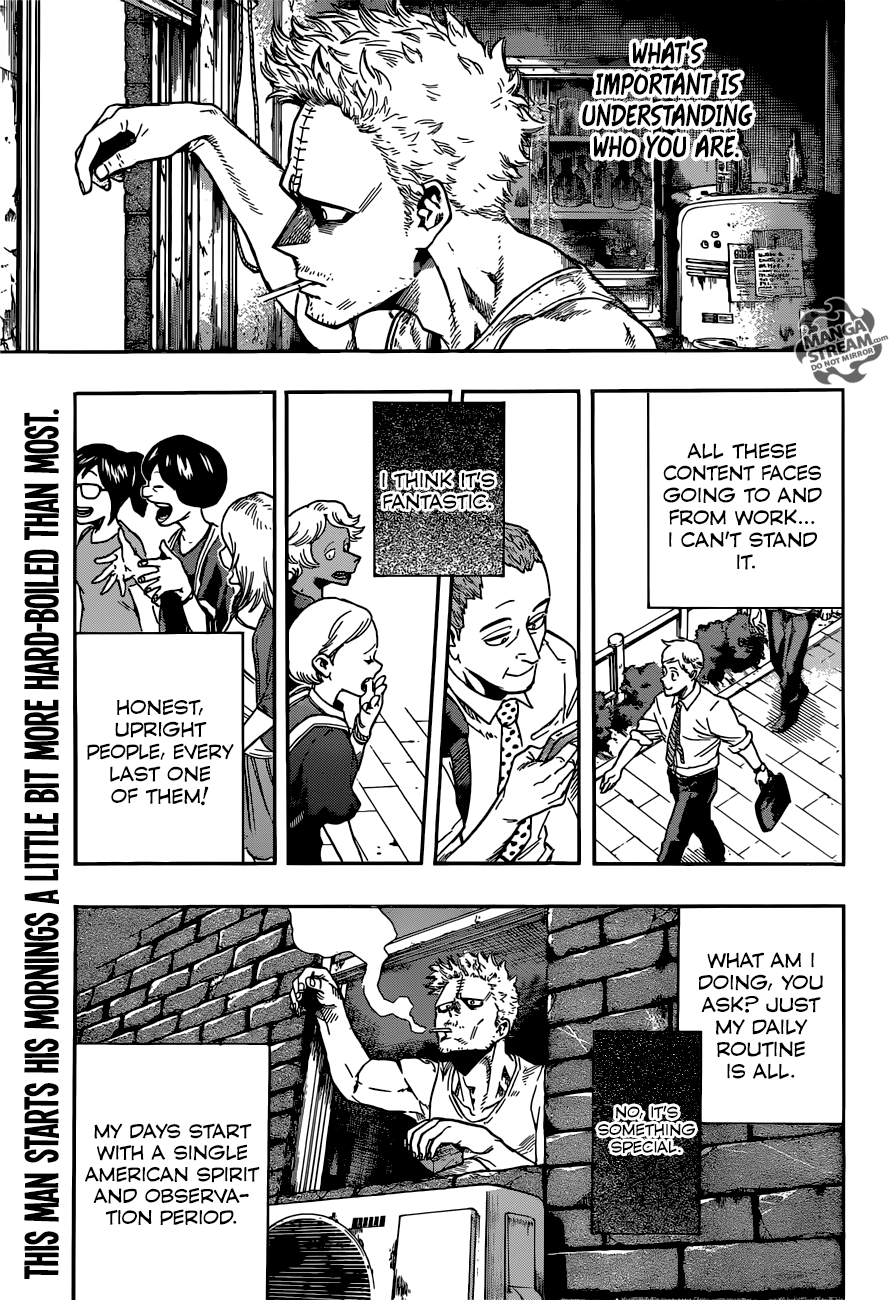 WHAT'S
IMPORTANT IS
UNDERSTANDING
WHO YOU ARE.
MANGA
STREAM.com
DO NOT MIRROR
ALL THESE
CONTENT FACES
GOING TO AND
FROM WORK...
I CAN'T STAND
IT.
I THINK IT'S
FANTASTIC.
HONEST,
UPRIGHT
PEOPLE, EVERY
LAST ONE
OF THEM!
THIS MAN STARTS HIS MORNINGS A LITTLE BIT MORE HARD-BOILED THAN MOST.
WHAT AM I
DOING, YOU
ASK? JUST
MY DAILY
ROUTINE
IS ALL.
NO, IT'S
SOMETHING
SPECIAL.
MY DAYS START
WITH A SINGLE
AMERICAN SPIRIT
AND OBSERVA-
TION PERIOD.